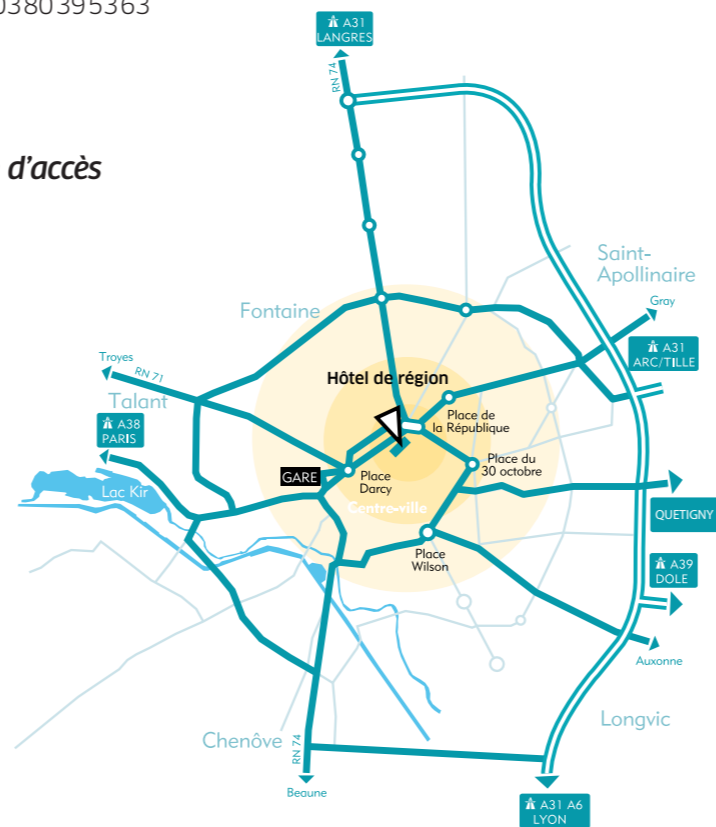 0380395363
A31
LANGRES
RN 74
d'accès
Saint-
Apollinaire
Gray
Fontaine
A31
ARC/TILLE
Troyes
RN 71
Hôtel de région
Talant
A38
PARIS
Place de
la République
GARE
Place
Darcy
Place du
30 octobre
Lac Kir
Centre-ville
QUETIGNY
Place
Wilson
A39
DOLE
Auxonne
Longvic
Chenôve
RN 74
Beaune
A31 A6
LYON